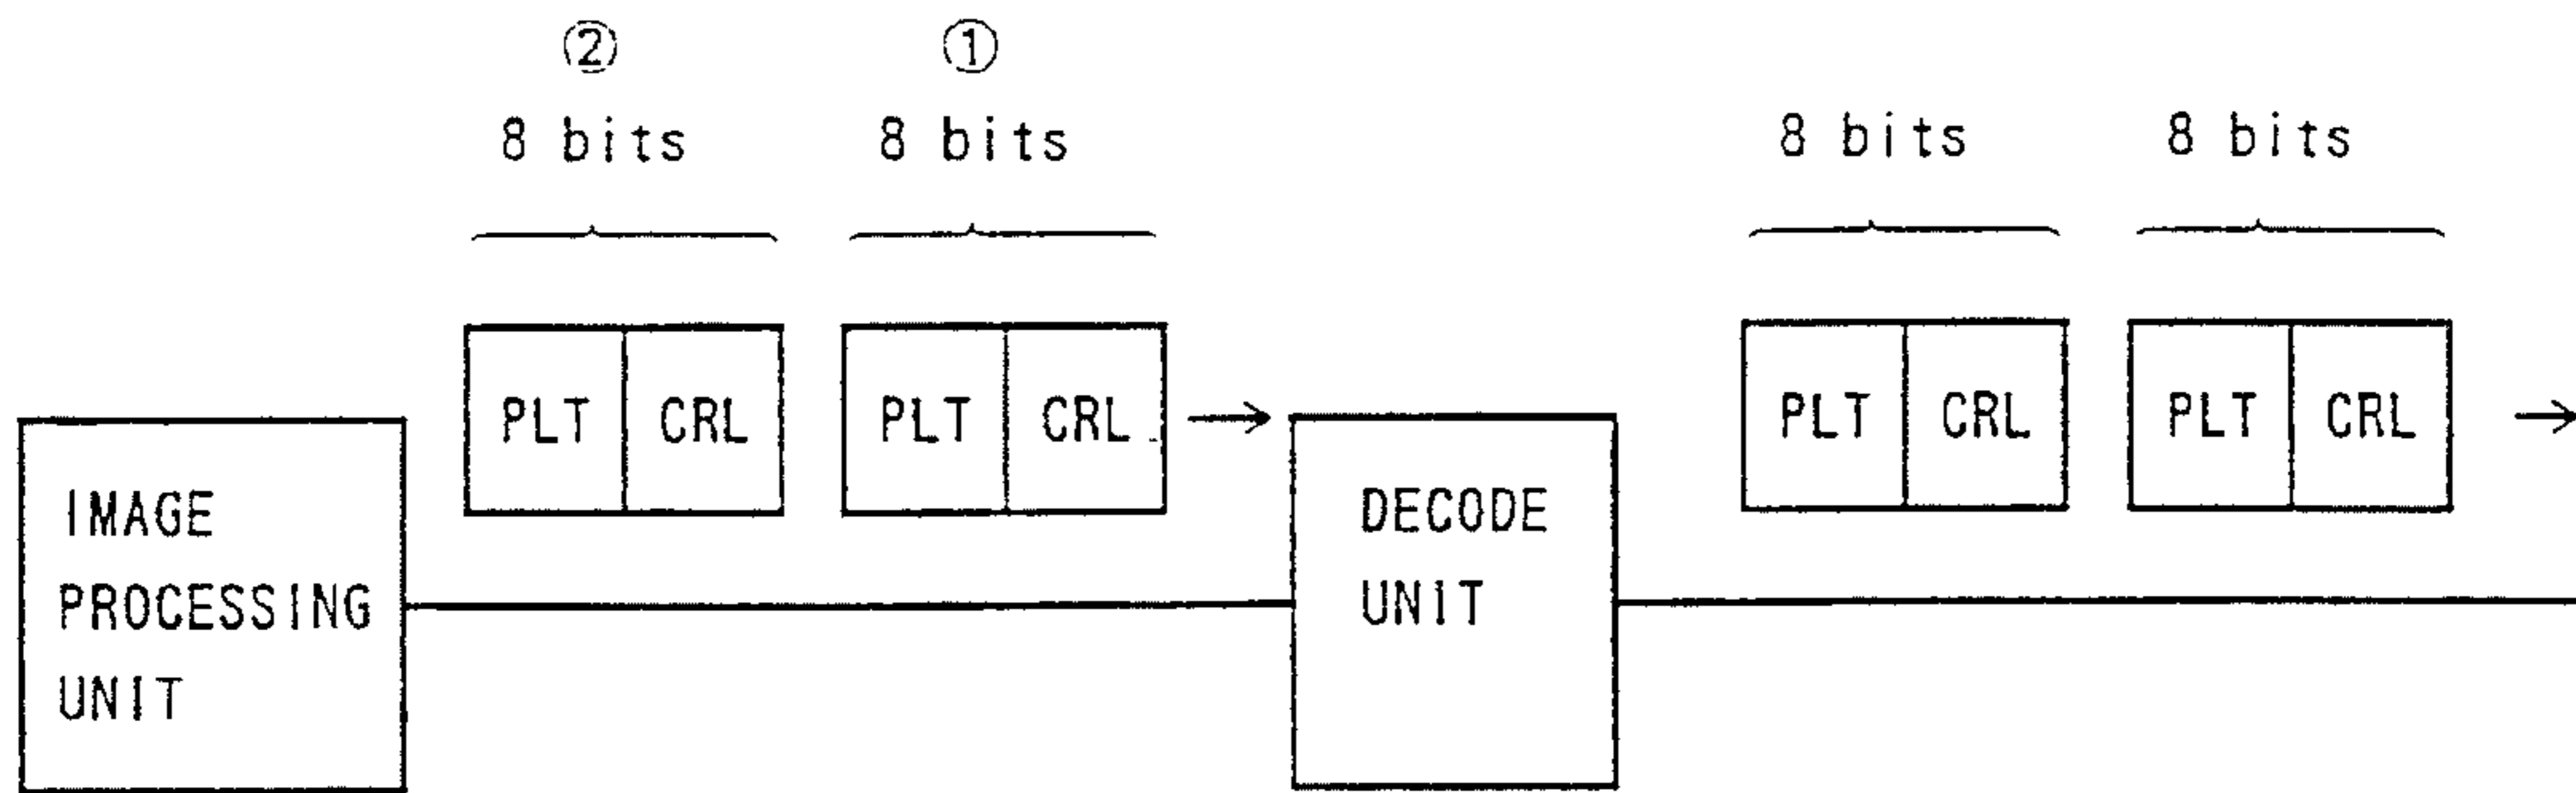 ② ①
8 bits 8 bits 8 bits 8 bits
PLT CRL PLT CRL → PLT CRL PLT CRL →
IMAGE
PROCESSING
UNIT
DECODE
UNIT